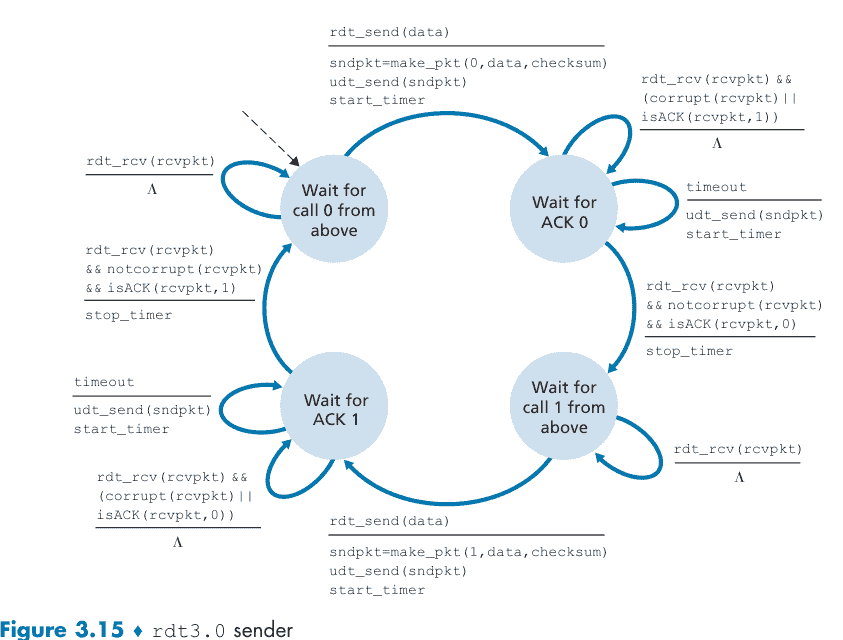 rdt_send(data)
sndpkt=make_pkt(0,data,checksum)
udt_send(sndpkt)
start_timer
rdt_rcv(rcvpkt) &&
(corrupt(rcvpkt)||
isACK(rcvpkt,1))
Λ
rdt_rcv(rcvpkt)
Λ
Wait for
call 0 from
above
Wait for
ACK 0
timeout
udt_send(sndpkt)
start_timer
rdt_rcv(rcvpkt)
&& notcorrupt(rcvpkt)
&& isACK(rcvpkt,1)
stop_timer
rdt_rcv(rcvpkt)
&& notcorrupt(rcvpkt)
&& isACK(rcvpkt,0)
stop_timer
timeout
udt_send(sndpkt)
start_timer
Wait for
ACK 1
Wait for
call 1 from
above
rdt_rcv(rcvpkt)
Λ
rdt_rcv(rcvpkt) &&
(corrupt(rcvpkt)||
isACK(rcvpkt,0))
Λ
rdt_send(data)
sndpkt=make_pkt(1,data,checksum)
udt_send(sndpkt)
start_timer
Figure 3.15 ♦ rdt3.0 sender